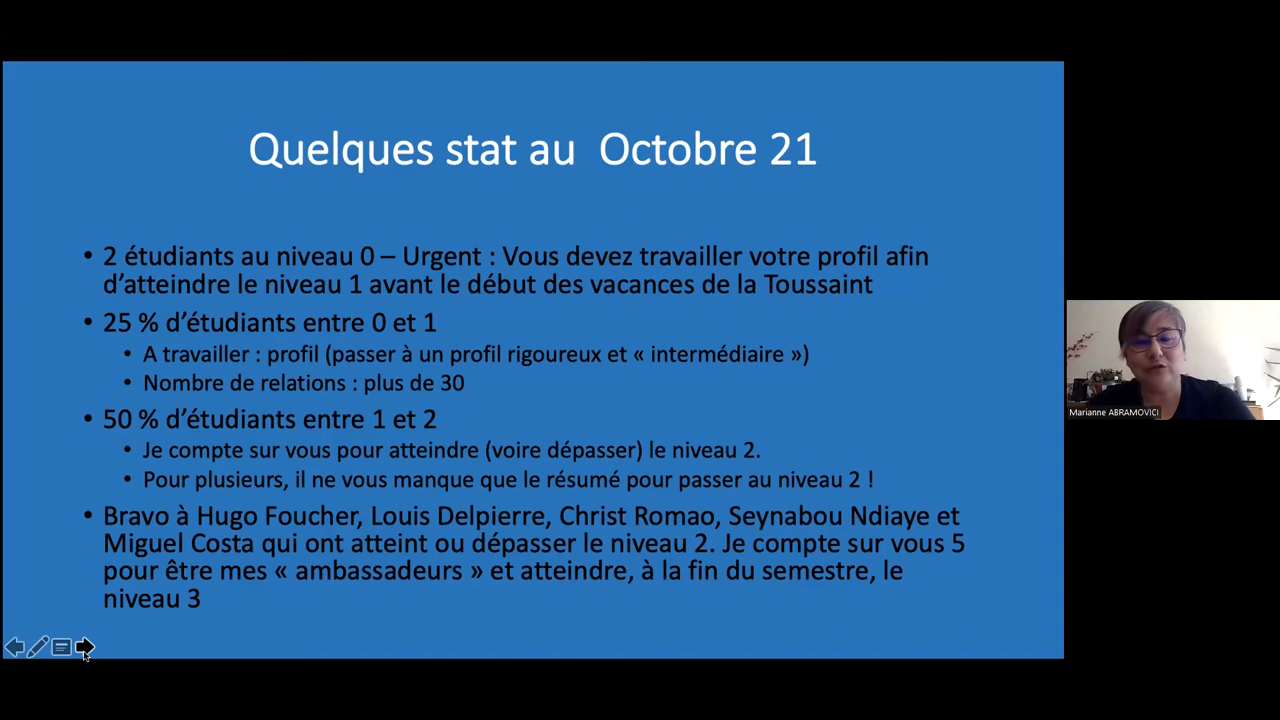 Quelques stat au  Octobre 21
• 2 étudiants au niveau 0 – Urgent : Vous devez travailler votre profil afin
d’atteindre le niveau 1 avant le début des vacances de la Toussaint
• 25 % d’étudiants entre 0 et 1
• A travailler : profil (passer à un profil rigoureux et « intermédiaire »)
• Nombre de relations : plus de 30
• 50 % d’étudiants entre 1 et 2
• Je compte sur vous pour atteindre (voire dépasser) le niveau 2.
• Pour plusieurs, il ne vous manque que le résumé pour passer au niveau 2 !
• Bravo à Hugo Foucher, Louis Delpierre, Christ Romao, Seynabou Ndiaye et
Miguel Costa qui ont atteint ou dépasser le niveau 2. Je compte sur vous 5
pour être mes « ambassadeurs » et atteindre, à la fin du semestre, le
niveau 3
Marianne ABRAMOVICI